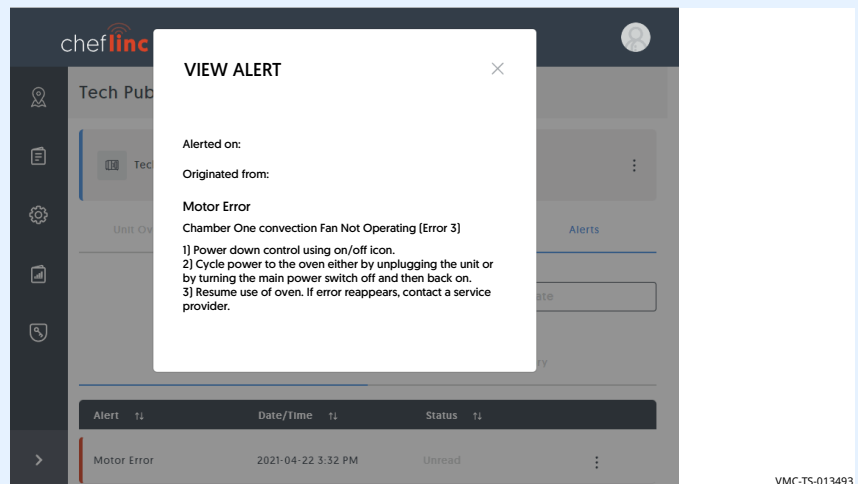 cheflinc
VIEW ALERT
Tech Pub
Alerted on:
Tec
Originated from:
Motor Error
Chamber One convection Fan Not Operating (Error 3)
Unit Ov
Alerts
1) Power down control using on/off icon.
2) Cycle power to the oven either by unplugging the unit or
by turning the main power switch off and then back on.
3) Resume use of oven. If error reappears, contact a service
provider.
ate
ry
Alert Date/Time Status
Motor Error 2021-04-22 3:32 PM Unread
VMC-TS-013493